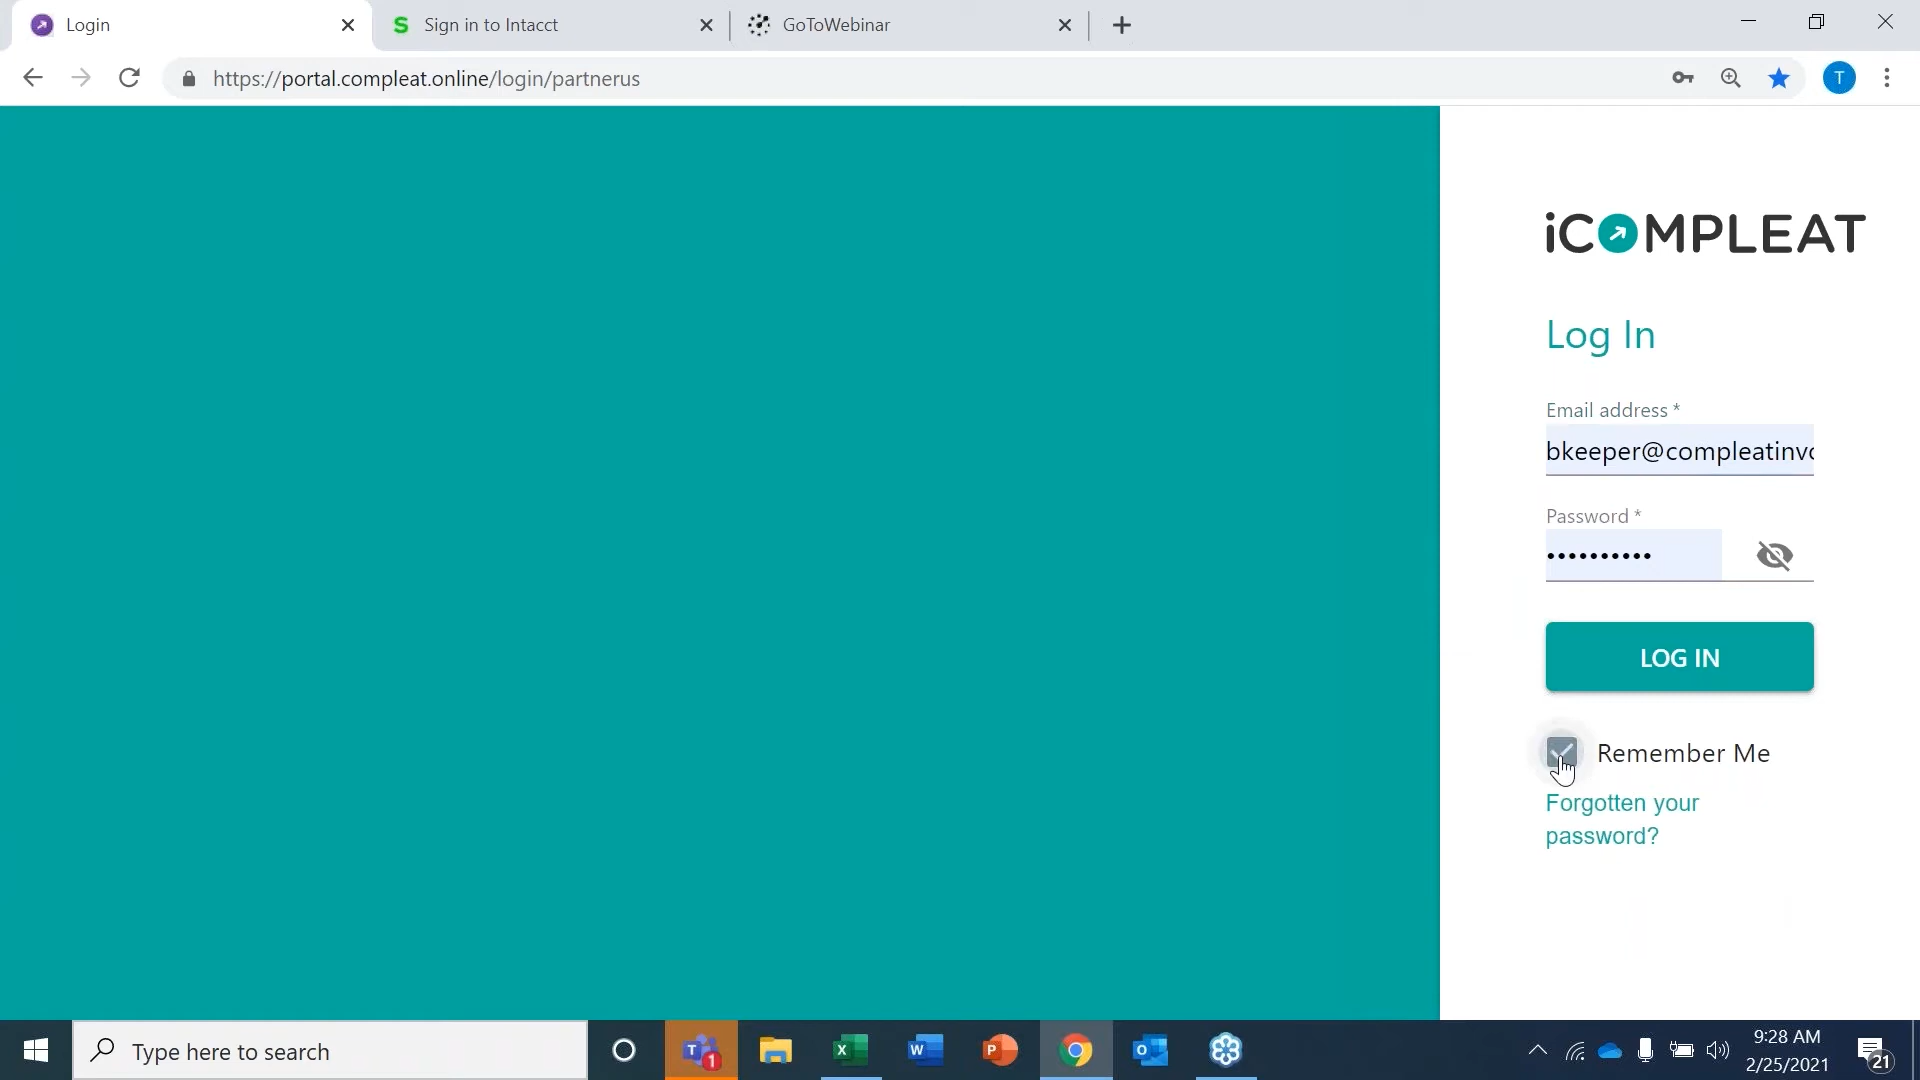 Login
Sign in to Intacct
GoToWebinar
https://portal.compleat.online/login/partnerus
T
iCOMPLEAT
Log In
Email address *
bkeeper@compleatinvo
Password *
LOG IN
Remember Me
Forgotten your
password?
Type here to search
9:28 AM
2/25/2021
21